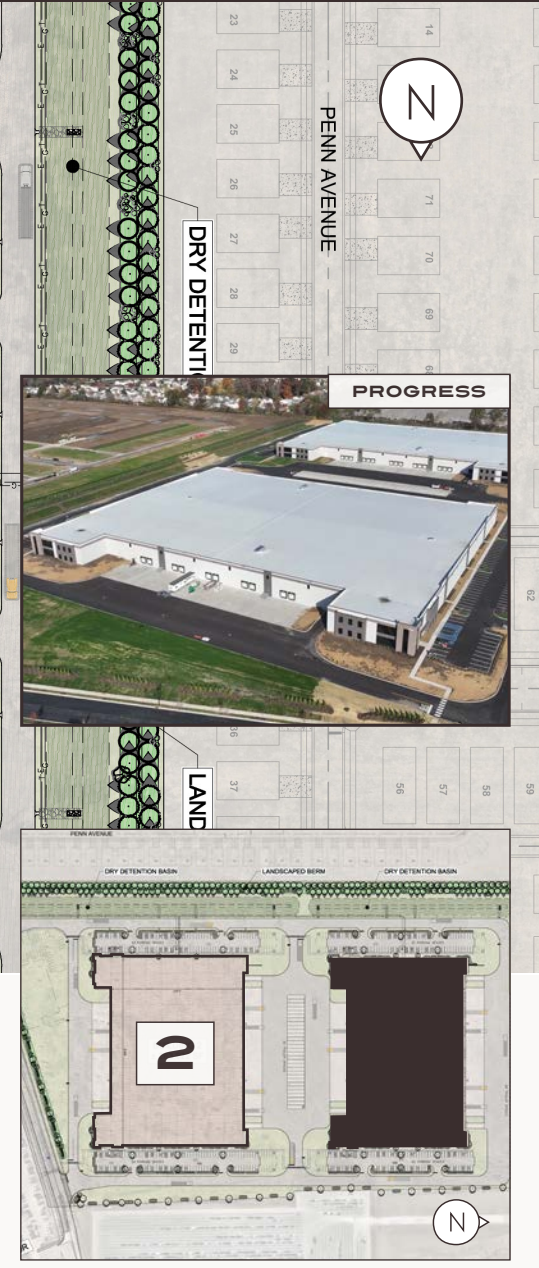 23
14
24
N
25
PENN AVENUE
26
71
27
70
DRY DETENTI
28
69
29
PROGRESS
62
36
37
56
57
58
59
LAND
PENN AVENUE
DRY DETENTION BASIN
LANDSCAPED BERM
DRY DETENTION BASIN
2
N
R